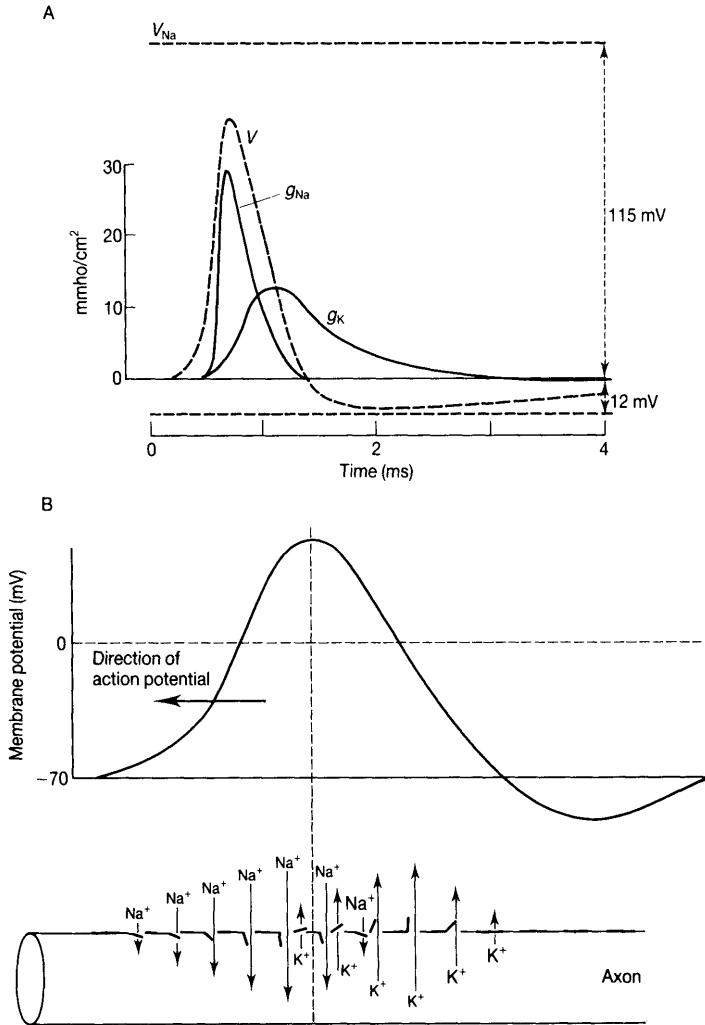 A
V_Na
V
30
g_Na
20
mmho/cm²
115 mV
10
g_K
0
12 mV
0 2 4
Time (ms)
B
Membrane potential (mV)
0
Direction of
action potential
−70
Na⁺ Na⁺ Na⁺ Na⁺ Na⁺ Na⁺ Na⁺
K⁺ K⁺ K⁺ K⁺ K⁺ K⁺
Axon